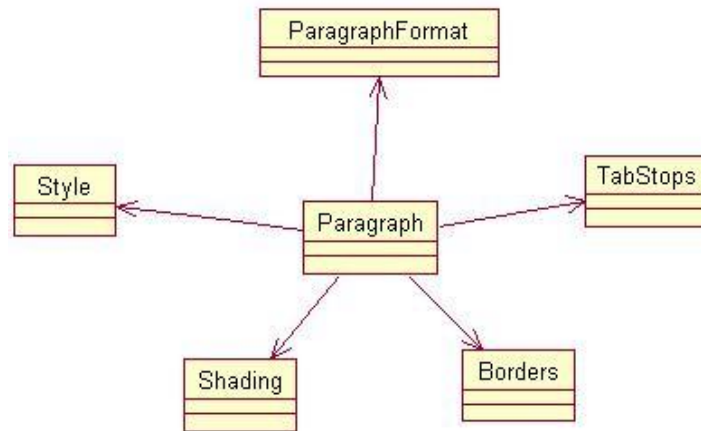 ParagraphFormat
Style
TabStops
Paragraph
Shading
Borders